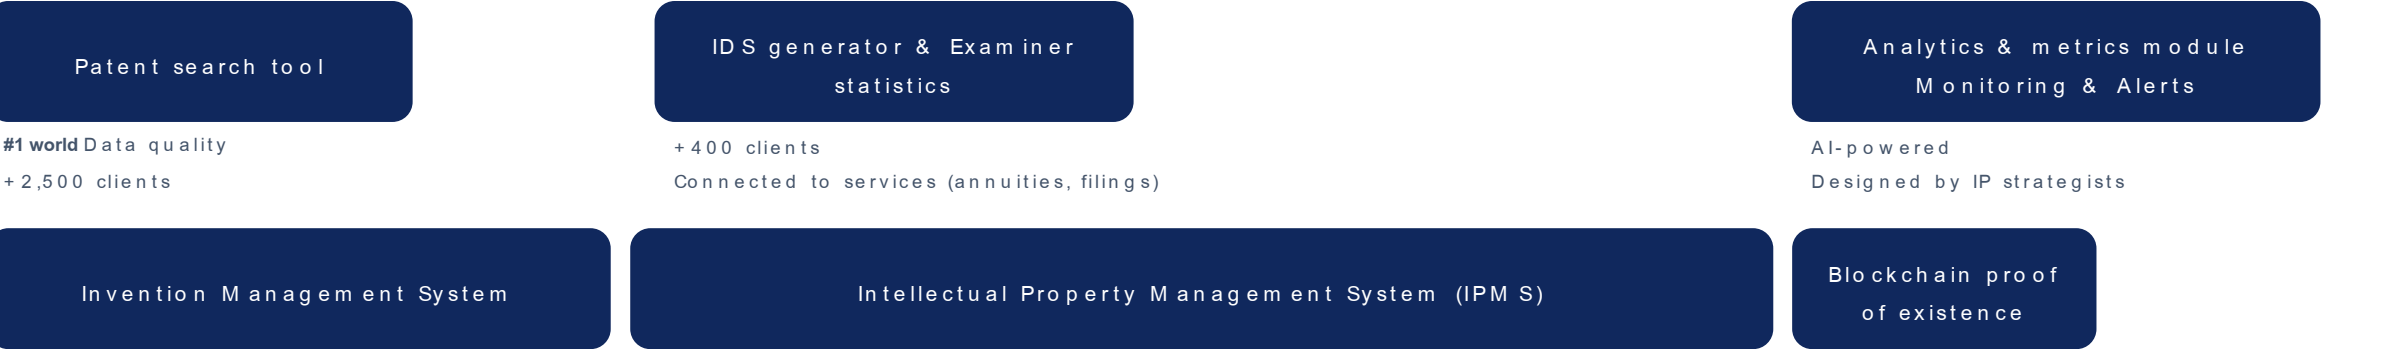 Patent search tool
IDS generator & Examiner
statistics
Analytics & metrics module
Monitoring & Alerts
#1 world Data quality
+2,500 clients
+400 clients
Connected to services (annuities, filings)
AI-powered
Designed by IP strategists
Invention Management System
Intellectual Property Management System (IPMS)
Blockchain proof
of existence